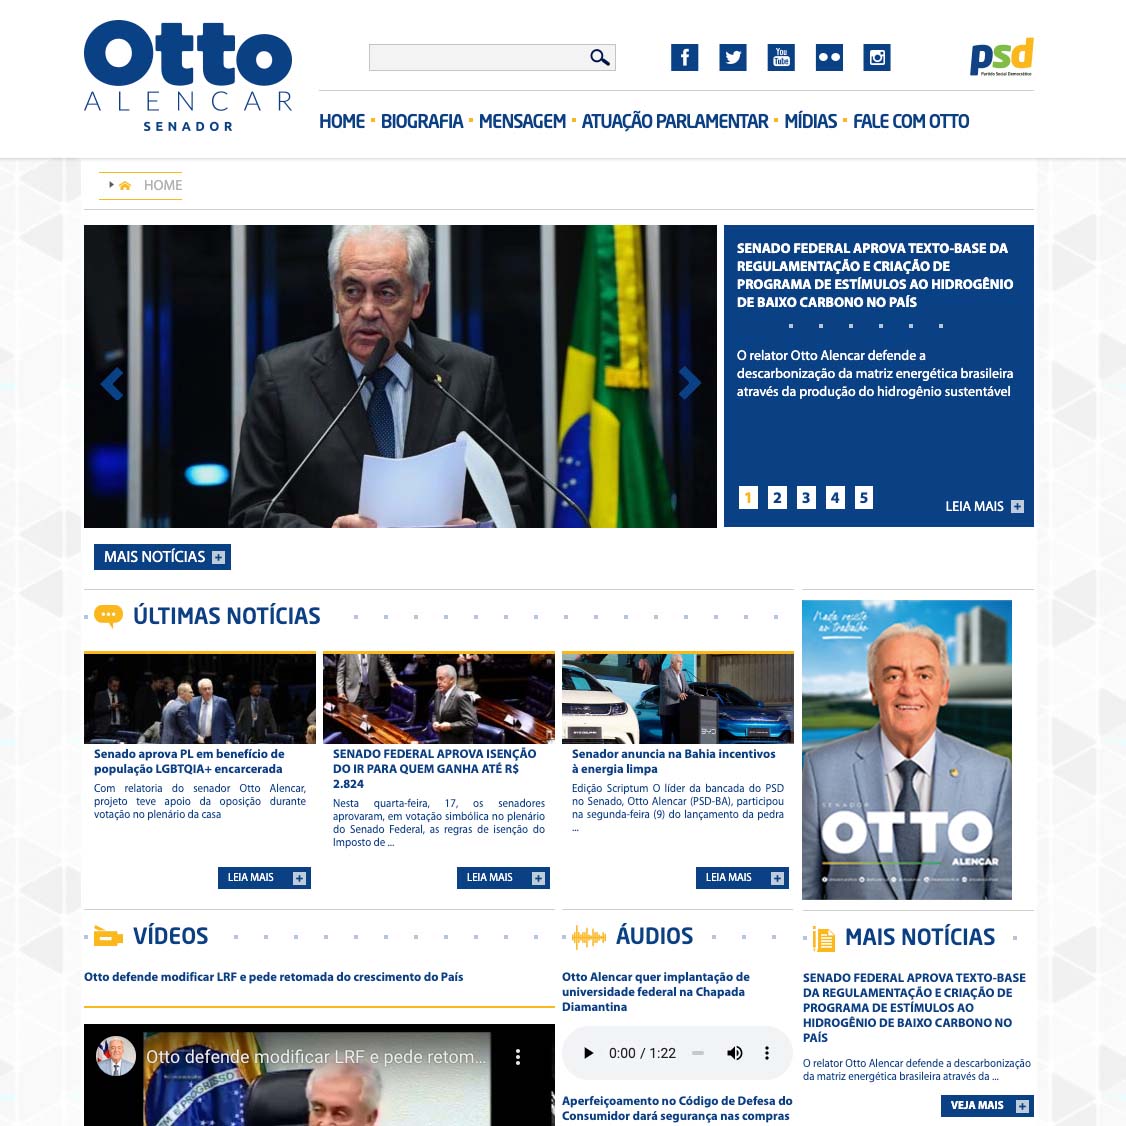 Otto
ALENCAR
SENADOR
psd
Partido Social Democrático
HOME BIOGRAFIA MENSAGEM ATUAÇÃO PARLAMENTAR MÍDIAS FALE COM OTTO
HOME
SENADO FEDERAL APROVA TEXTO-BASE DA
REGULAMENTAÇÃO E CRIAÇÃO DE
PROGRAMA DE ESTÍMULOS AO HIDROGÊNIO
DE BAIXO CARBONO NO PAÍS
O relator Otto Alencar defende a
descarbonização da matriz energética brasileira
através da produção do hidrogênio sustentável
1 2 3 4 5
LEIA MAIS
MAIS NOTÍCIAS
ÚLTIMAS NOTÍCIAS
Senado aprova PL em benefício de
população LGBTQIA+ encarcerada
Com relatoria do senador Otto Alencar,
projeto teve apoio da oposição durante
votação no plenário da casa
LEIA MAIS
SENADO FEDERAL APROVA ISENÇÃO
DO IR PARA QUEM GANHA ATÉ R$
2.824
Nesta quarta-feira, 17, os senadores
aprovaram, em votação simbólica no plenário
do Senado Federal, as regras de isenção do
Imposto de ...
LEIA MAIS
BYD
Senador anuncia na Bahia incentivos
à energia limpa
Edição Scriptum O líder da bancada do PSD
no Senado, Otto Alencar (PSD-BA), participou
na segunda-feira (9) do lançamento da pedra
...
LEIA MAIS
Nada resiste
ao trabalho
SENADOR
OTTO
ALENCAR
VÍDEOS
Otto defende modificar LRF e pede retomada do crescimento do País
Otto defende modificar LRF e pede retom...
ÁUDIOS
Otto Alencar quer implantação de
universidade federal na Chapada
Diamantina
0:00 / 1:22
Aperfeiçoamento no Código de Defesa do
Consumidor dará segurança nas compras
MAIS NOTÍCIAS
SENADO FEDERAL APROVA TEXTO-BASE
DA REGULAMENTAÇÃO E CRIAÇÃO DE
PROGRAMA DE ESTÍMULOS AO
HIDROGÊNIO DE BAIXO CARBONO NO
PAÍS
O relator Otto Alencar defende a descarbonização
da matriz energética brasileira através da ...
VEJA MAIS